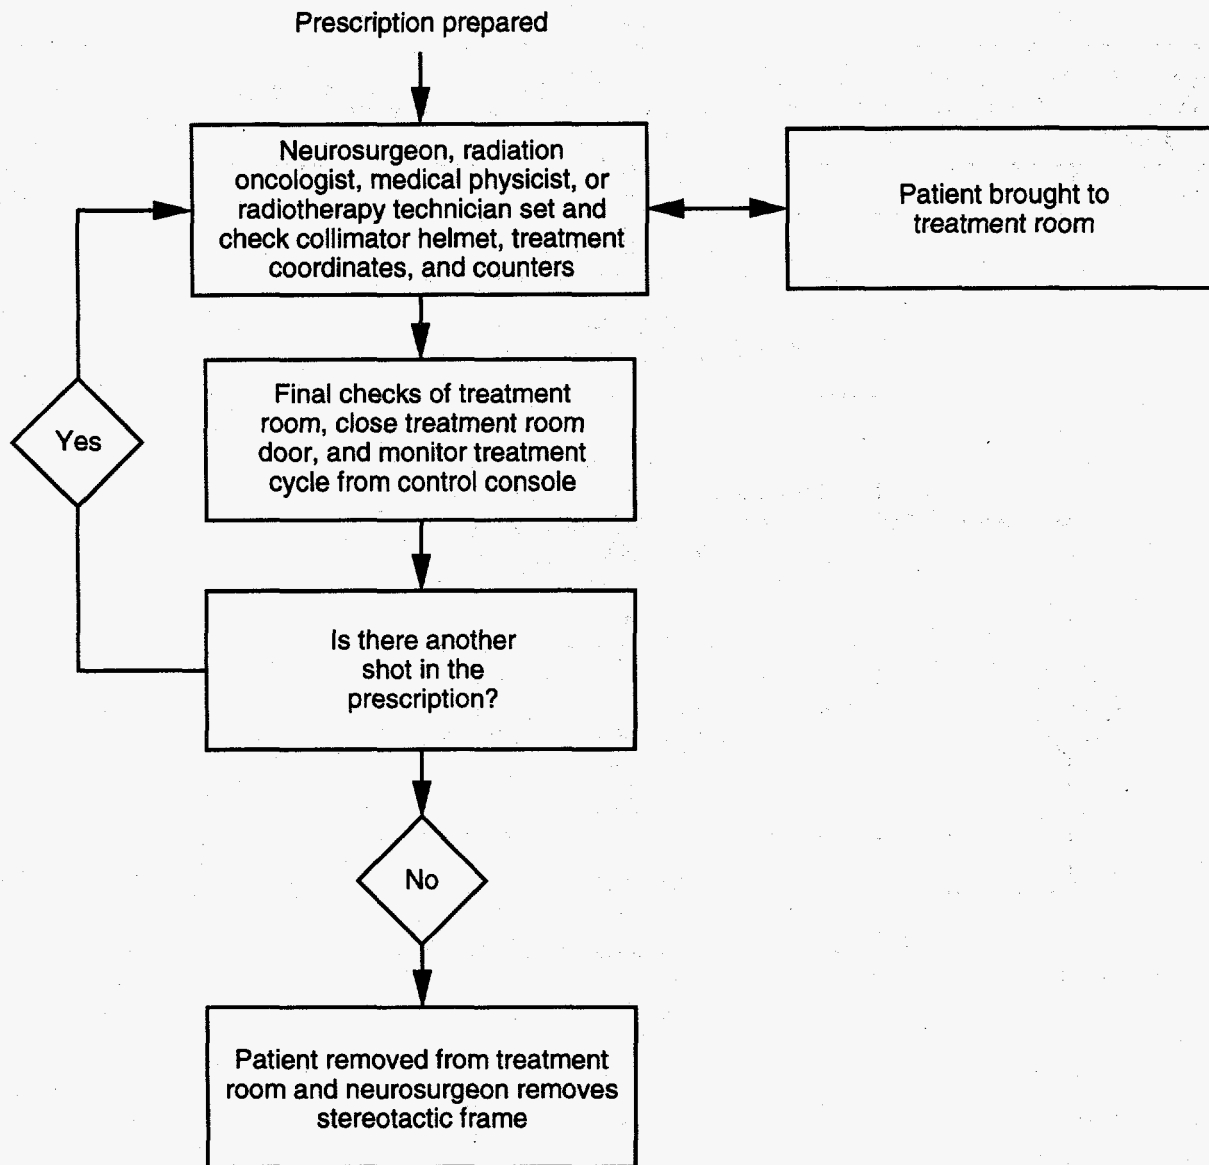 Prescription prepared
Neurosurgeon, radiation
oncologist, medical physicist, or
radiotherapy technician set and
check collimator helmet, treatment
coordinates, and counters
Patient brought to
treatment room
Final checks of treatment
room, close treatment room
door, and monitor treatment
cycle from control console
Yes
Is there another
shot in the
prescription?
No
Patient removed from treatment
room and neurosurgeon removes
stereotactic frame